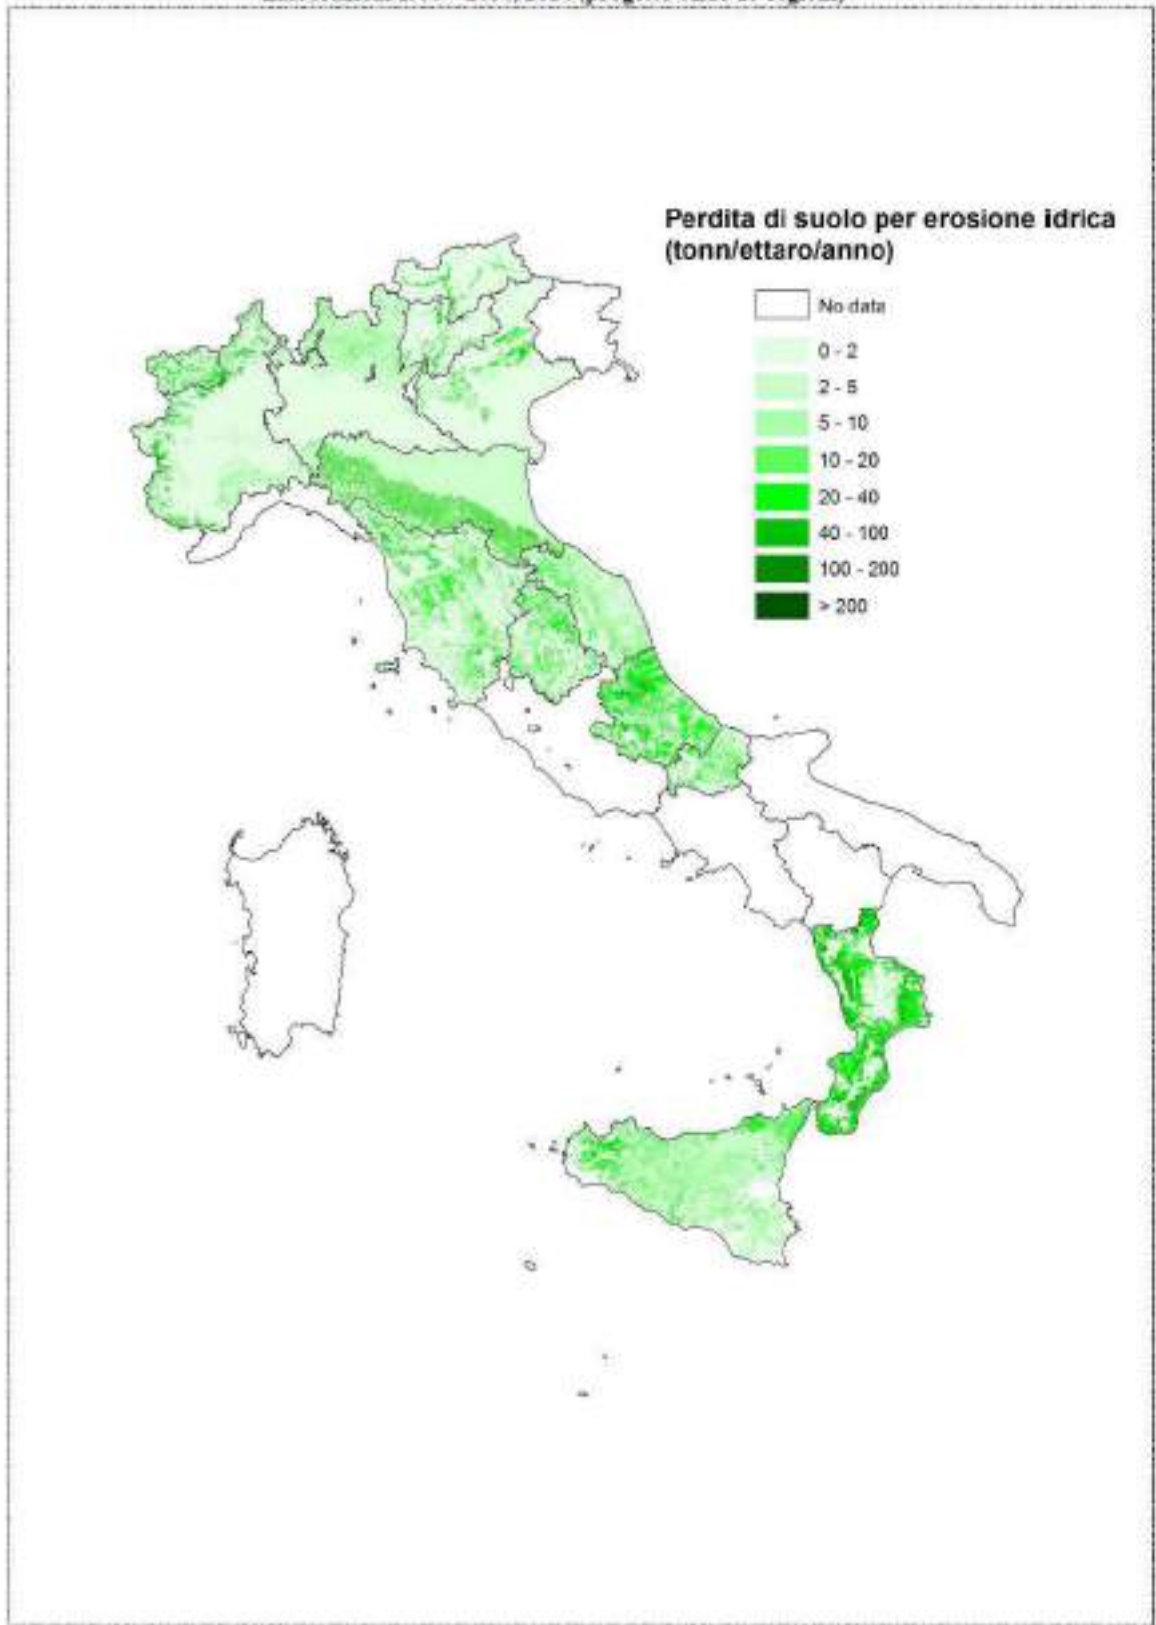 Perdita di suolo per erosione idrica
(tonn/ettaro/anno)
No data
0 - 2
2 - 5
5 - 10
10 - 20
20 - 40
40 - 100
100 - 200
> 200